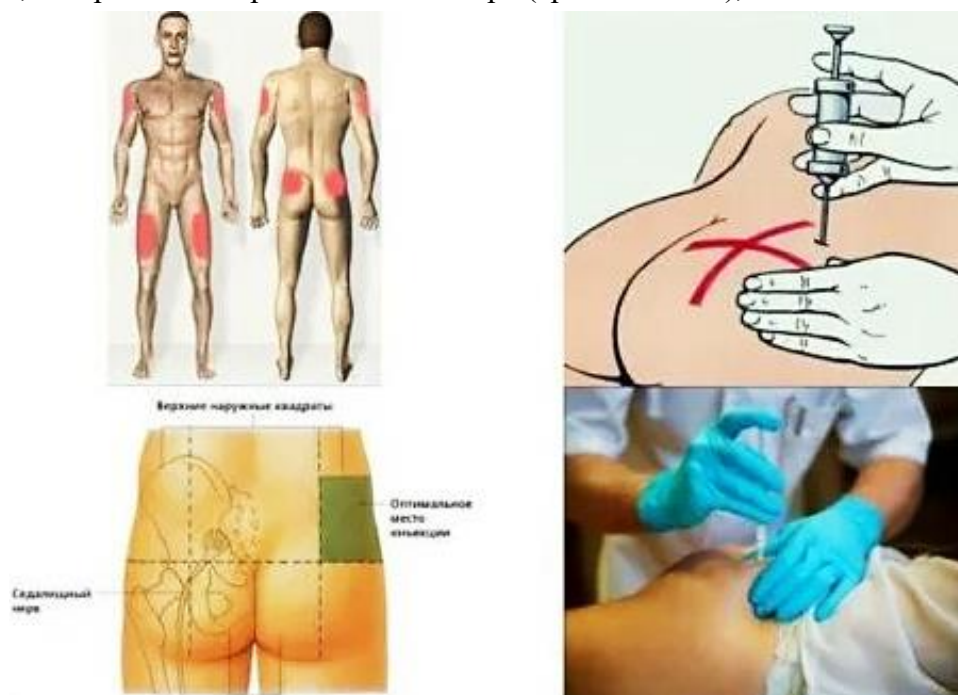 Верхние наружные квадраты
Оптимальное
место
инъекции
Седалищный
нерв